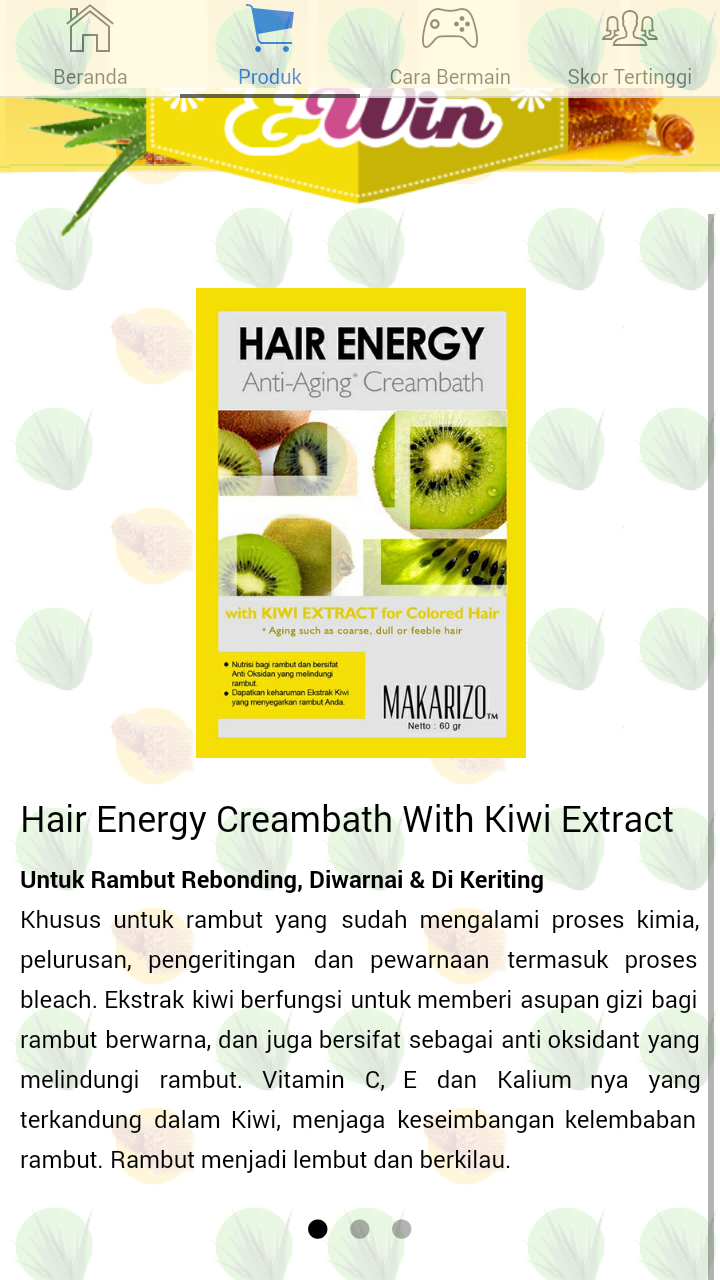 Beranda
Produk
Cara Bermain
Skor Tertinggi
&Win
HAIR ENERGY
Anti-Aging* Creambath
with KIWI EXTRACT for Colored Hair
* Aging such as coarse, dull or feeble hair
• Nutrisi bagi rambut dan bersifat
Anti Oksidan yang melindungi
rambut.
• Dapatkan keharuman Ekstrak Kiwi
yang menyegarkan rambut Anda.
MAKARIZO™
Netto : 60 gr
Hair Energy Creambath With Kiwi Extract
Untuk Rambut Rebonding, Diwarnai & Di Keriting
Khusus untuk rambut yang sudah mengalami proses kimia,
pelurusan, pengeritingan dan pewarnaan termasuk proses
bleach. Ekstrak kiwi berfungsi untuk memberi asupan gizi bagi
rambut berwarna, dan juga bersifat sebagai anti oksidant yang
melindungi rambut. Vitamin C, E dan Kalium nya yang
terkandung dalam Kiwi, menjaga keseimbangan kelembaban
rambut. Rambut menjadi lembut dan berkilau.